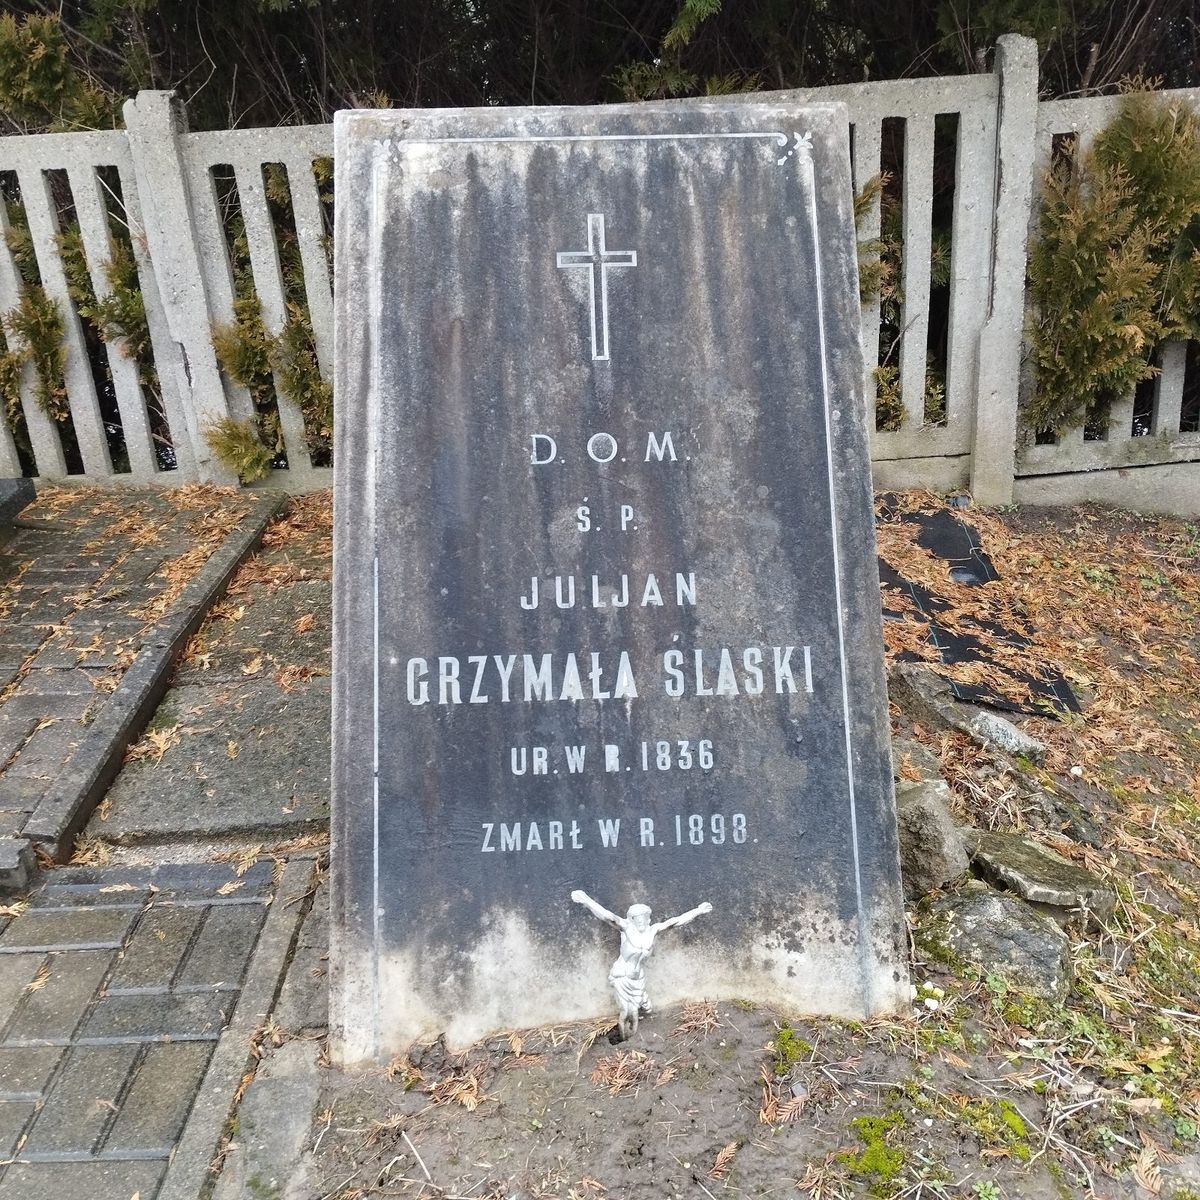 D. O. M.
Ś. P.
JULJAN
GRZYMAŁA ŚLASKI
UR. W R. 1836
ZMARŁ W R. 1898.